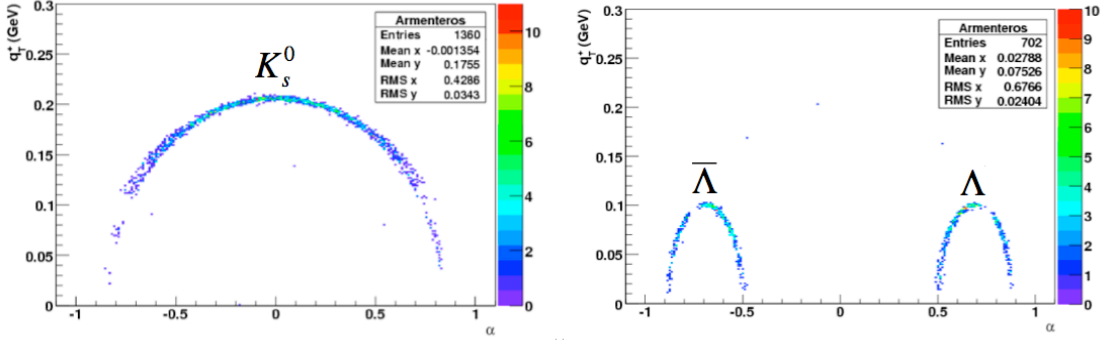 0.3
0.25
0.2
0.15
0.1
0.05
0
-1
-0.5
0
0.5
1
q_T^+ (GeV)
α
K_s^0
Armenteros
Entries 1360
Mean x -0.001354
Mean y 0.1755
RMS x 0.4286
RMS y 0.0343
10
8
6
4
2
0
0.3
0.25
0.2
0.15
0.1
0.05
0
-1
-0.5
0
0.5
1
q_T^+ (GeV)
α
Λ̅
Λ
Armenteros
Entries 702
Mean x 0.02788
Mean y 0.07526
RMS x 0.6766
RMS y 0.02404
10
9
8
7
6
5
4
3
2
1
0